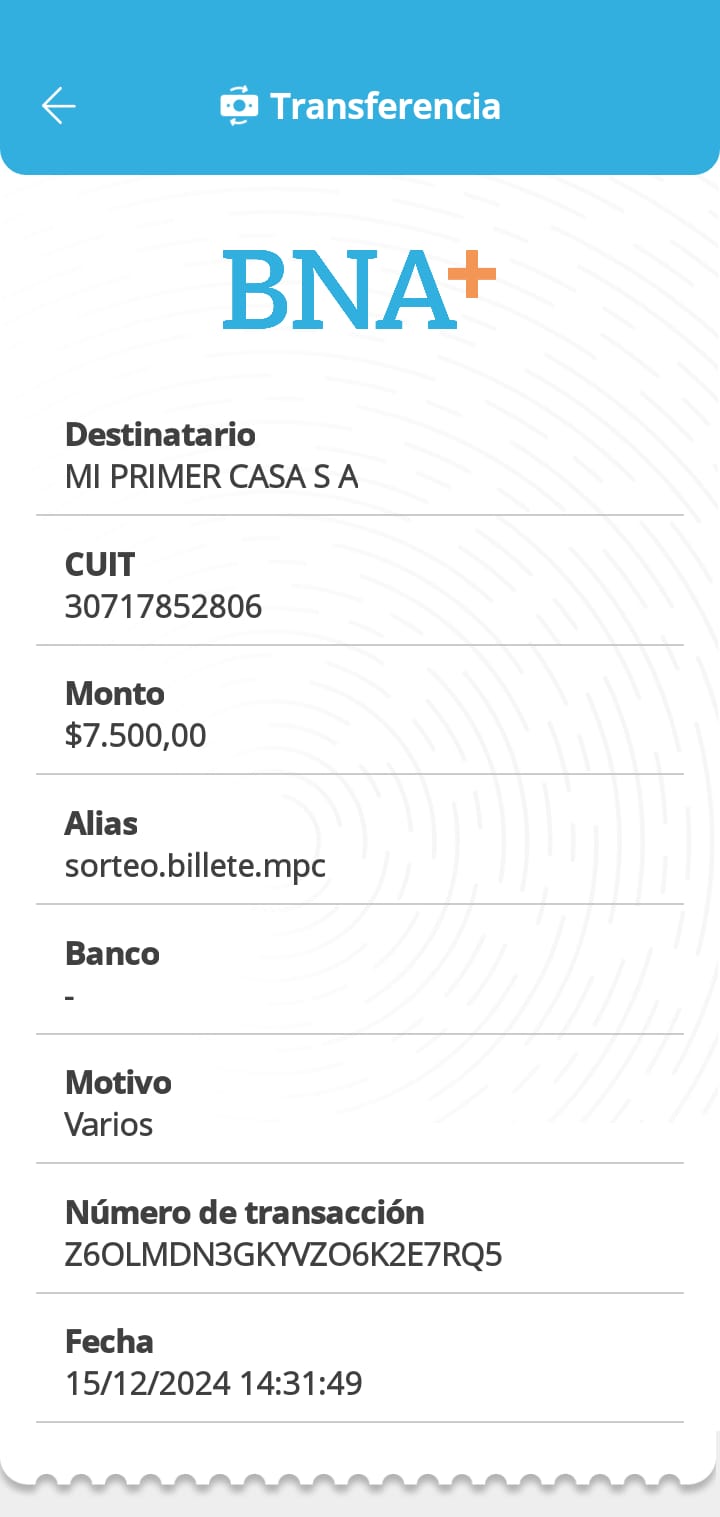 Transferencia
BNA+
Destinatario
MI PRIMER CASA S A
CUIT
30717852806
Monto
$7.500,00
Alias
sorteo.billete.mpc
Banco
-
Motivo
Varios
Número de transacción
Z6OLMDN3GKYVZO6K2E7RQ5
Fecha
15/12/2024 14:31:49